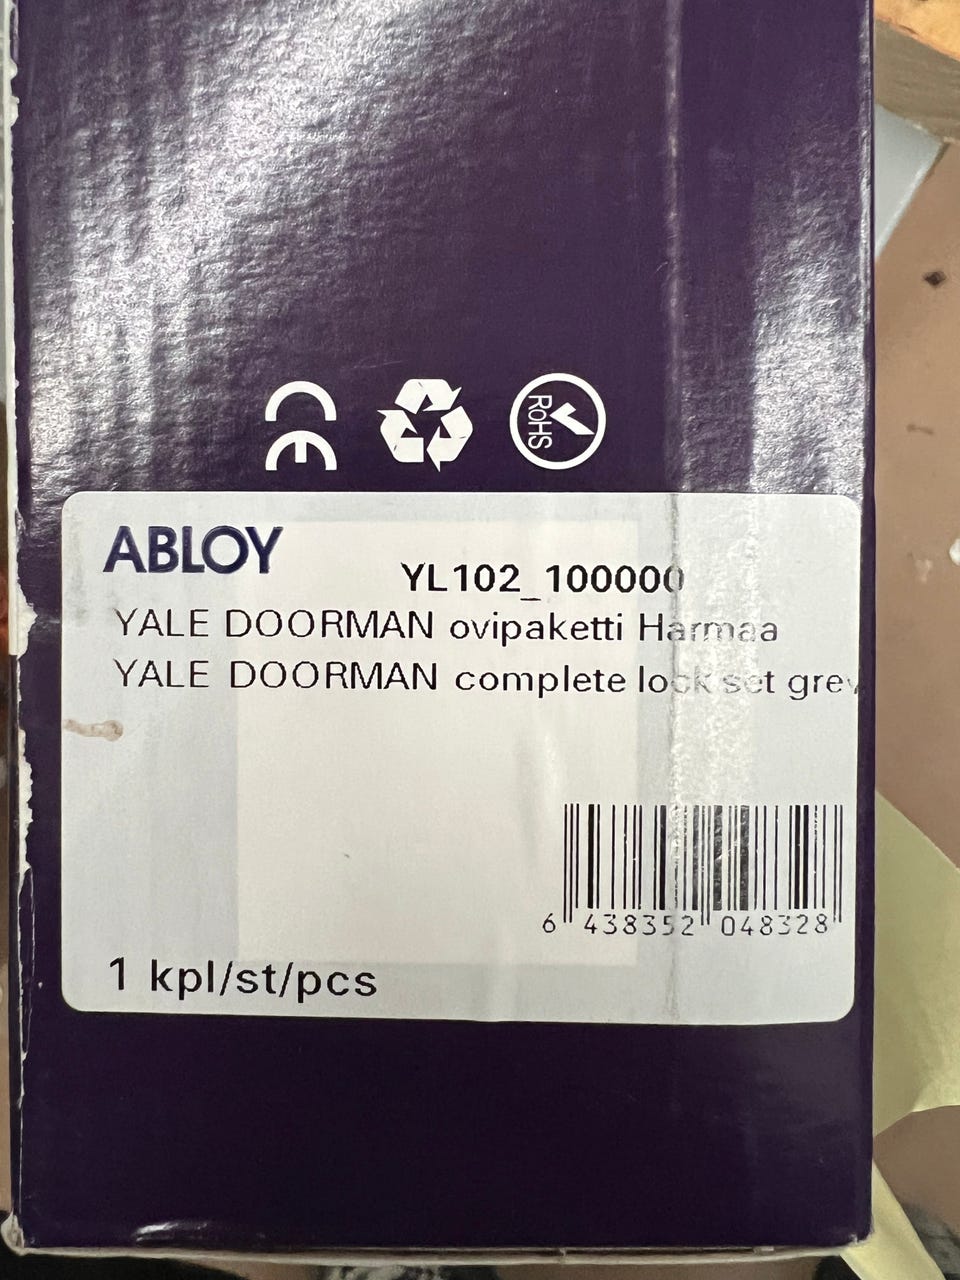 CE
RoHS
ABLOY
YL102_100000
YALE DOORMAN ovipaketti Harmaa
YALE DOORMAN complete lock set grey
6 438352 048328
1 kpl/st/pcs